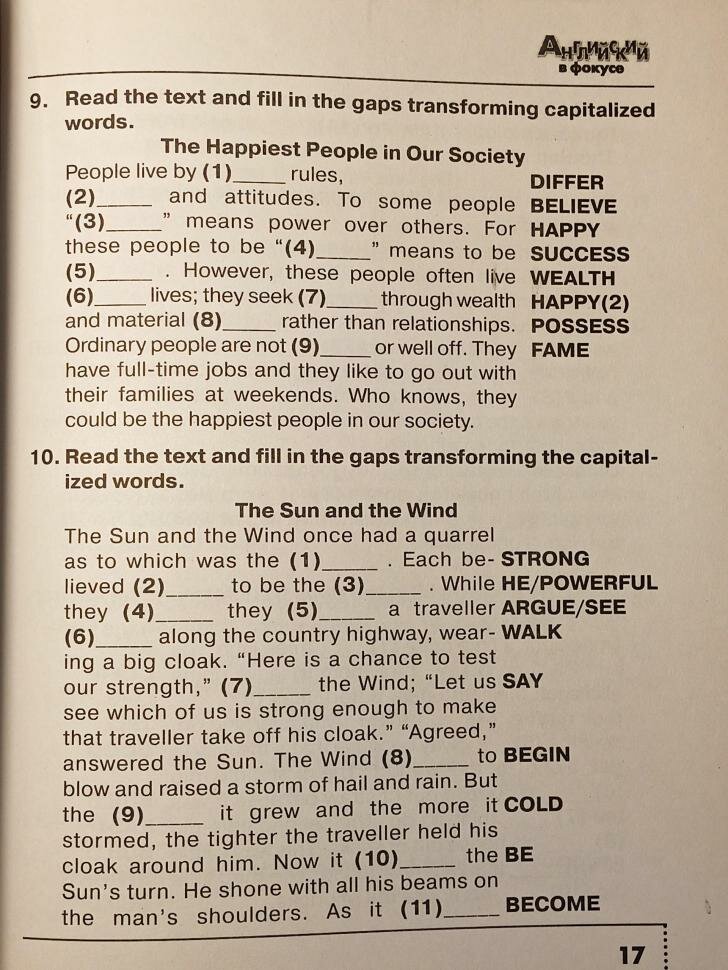 Английский
в фокусе
9. Read the text and fill in the gaps transforming capitalized
words.
The Happiest People in Our Society
People live by (1)_____ rules, DIFFER
(2)_____ and attitudes. To some people BELIEVE
“(3)_____” means power over others. For HAPPY
these people to be “(4)_____” means to be SUCCESS
(5)_____ . However, these people often live WEALTH
(6)_____ lives; they seek (7)_____ through wealth HAPPY(2)
and material (8)_____ rather than relationships. POSSESS
Ordinary people are not (9)_____ or well off. They FAME
have full-time jobs and they like to go out with
their families at weekends. Who knows, they
could be the happiest people in our society.
10. Read the text and fill in the gaps transforming the capital-
ized words.
The Sun and the Wind
The Sun and the Wind once had a quarrel
as to which was the (1)_____ . Each be- STRONG
lieved (2)_____ to be the (3)_____ . While HE/POWERFUL
they (4)_____ they (5)_____ a traveller ARGUE/SEE
(6)_____ along the country highway, wear- WALK
ing a big cloak. “Here is a chance to test
our strength,” (7)_____ the Wind; “Let us SAY
see which of us is strong enough to make
that traveller take off his cloak.” “Agreed,”
answered the Sun. The Wind (8)_____ to BEGIN
blow and raised a storm of hail and rain. But
the (9)_____ it grew and the more it COLD
stormed, the tighter the traveller held his
cloak around him. Now it (10)_____ the BE
Sun’s turn. He shone with all his beams on
the man’s shoulders. As it (11)_____ BECOME
17